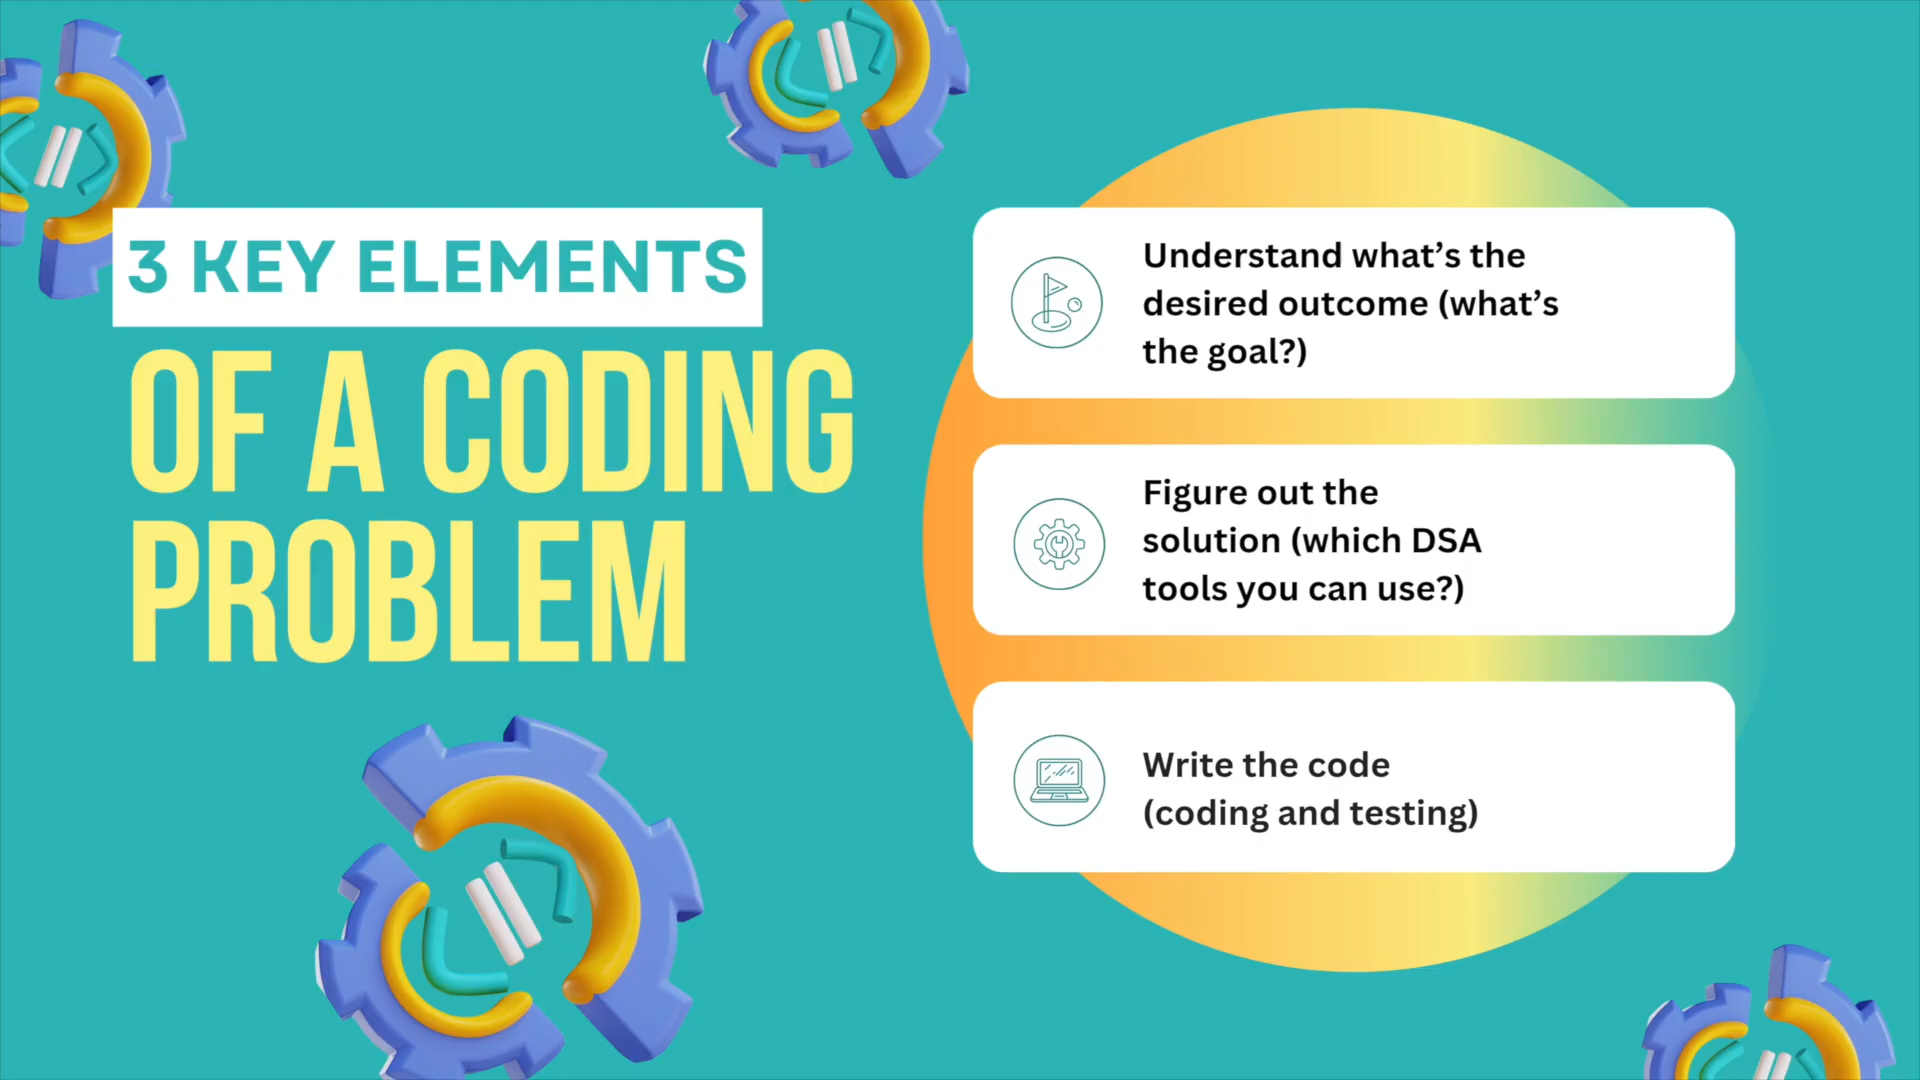 3 KEY ELEMENTS
OF A CODING
PROBLEM
Understand what’s the
desired outcome (what’s
the goal?)
Figure out the
solution (which DSA
tools you can use?)
Write the code
(coding and testing)